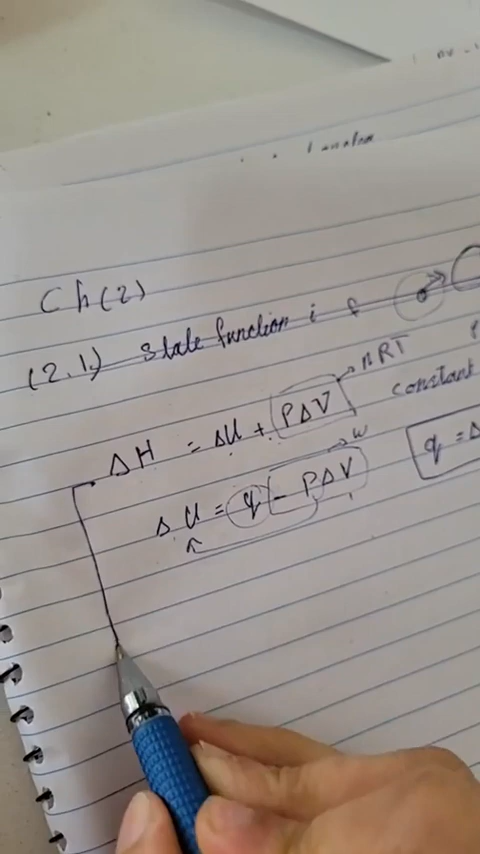 Ch(2)
(2.1) State function i f
ΔH = ΔU + PΔV → nRT
constant
ΔU = q - PΔV → w
q = Δ